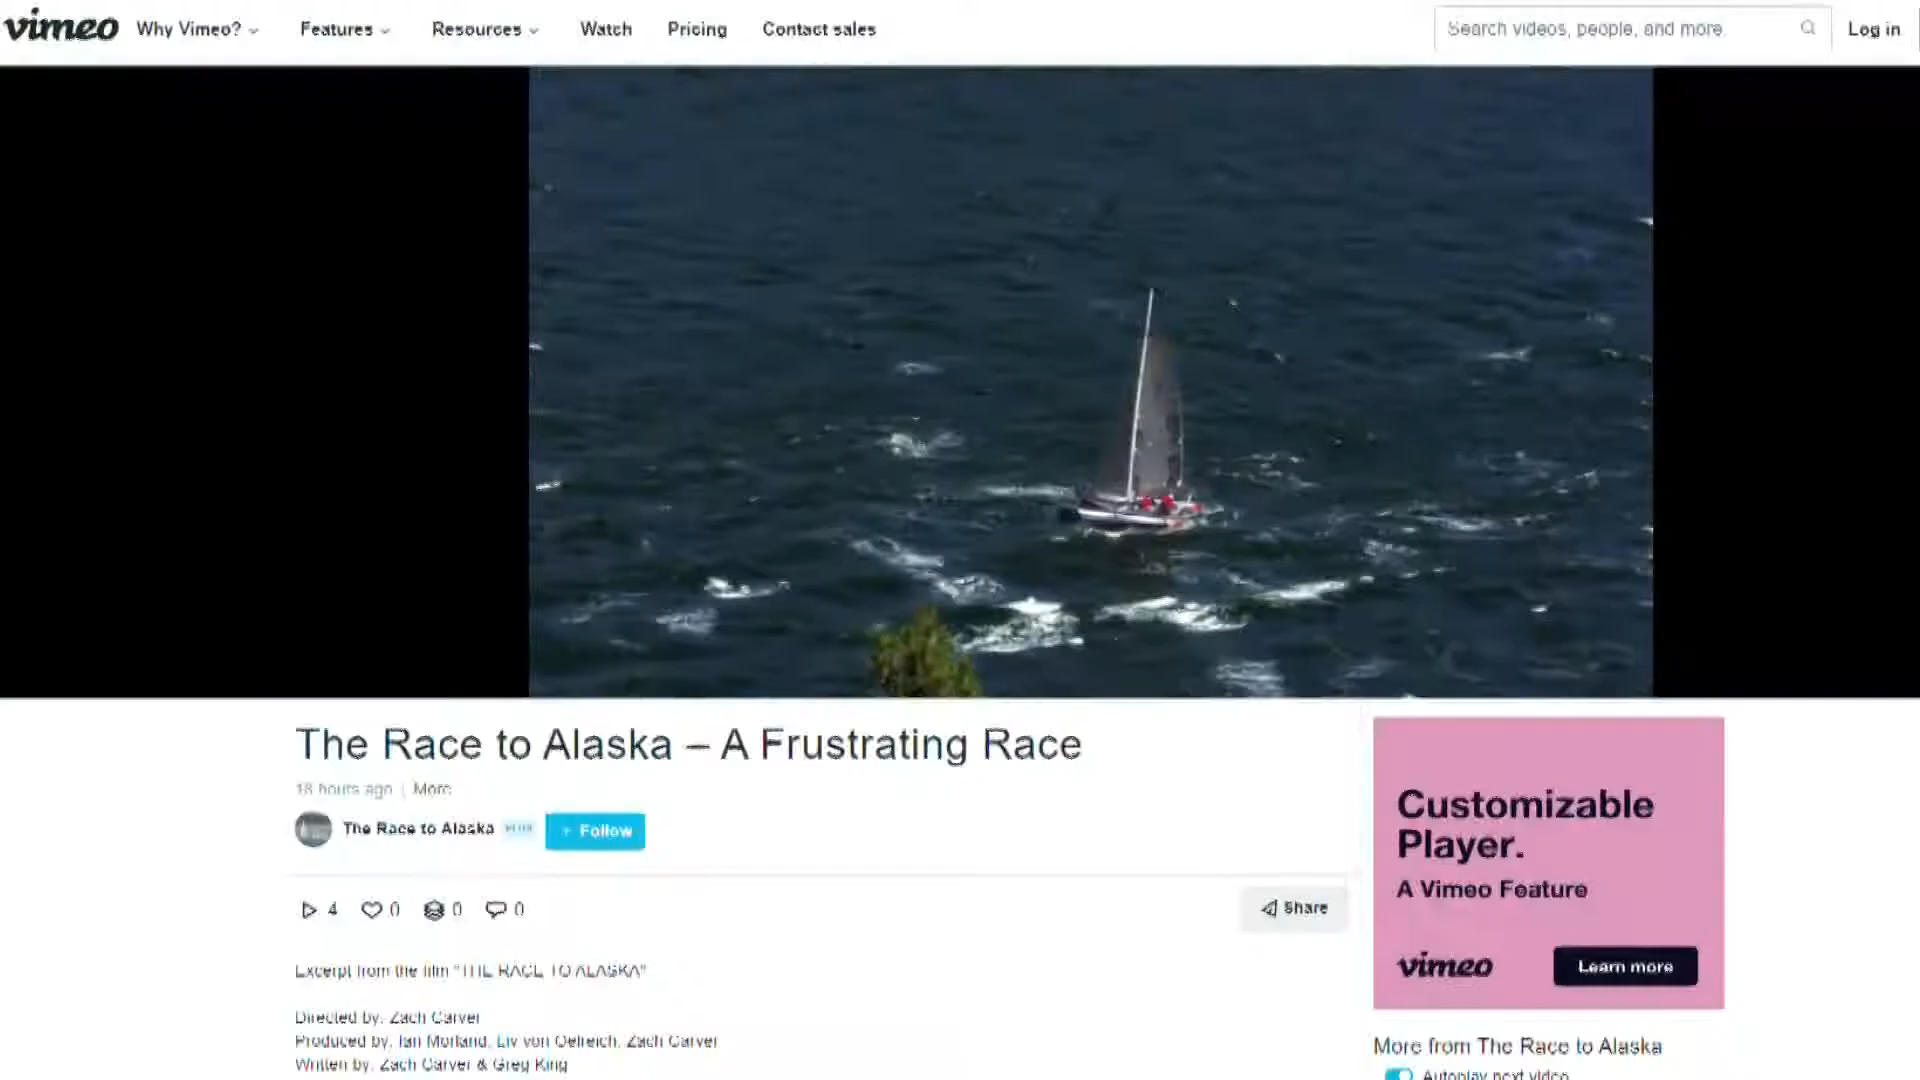 vimeo Why Vimeo? Features Resources Watch Pricing Contact sales Search videos, people, and more. Log in
The Race to Alaska – A Frustrating Race
18 hours ago | More
The Race to Alaska PLUS + Follow
4 0 0 0 Share
Excerpt from the film "THE RACE TO ALASKA"
Directed by: Zach Carver
Produced by: Ian Morland, Liv von Oelreich, Zach Carver
Written by: Zach Carver & Greg King
Customizable
Player.
A Vimeo Feature
vimeo Learn more
More from The Race to Alaska
Autoplay next video